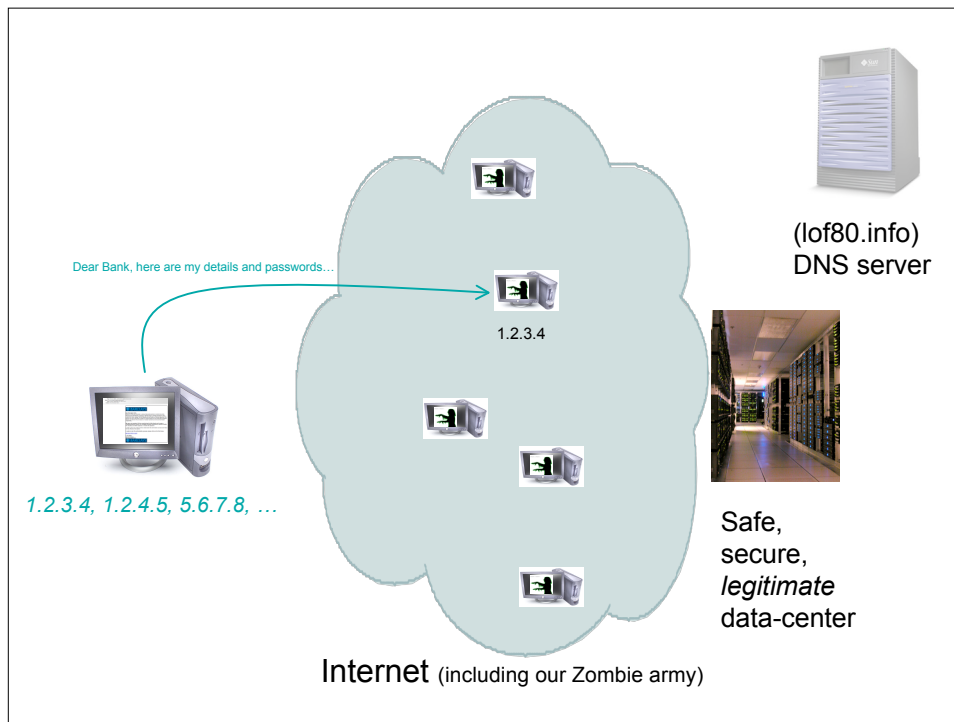 (lof80.info)
DNS server
Dear Bank, here are my details and passwords…
1.2.3.4
1.2.3.4, 1.2.4.5, 5.6.7.8, …
Safe,
secure,
legitimate
data-center
Internet (including our Zombie army)